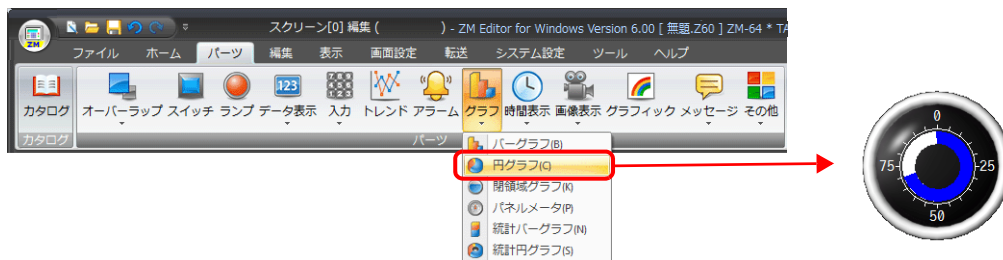 スクリーン[0] 編集 ( ) - ZM Editor for Windows Version 6.00 [ 無題.Z60 ] ZM-64 * TA
ZM
ファイル ホーム パーツ 編集 表示 画面設定 転送 システム設定 ツール ヘルプ
カタログ オーバーラップ スイッチ ランプ データ表示 入力 トレンド アラーム グラフ 時間表示 画像表示 グラフィック メッセージ その他
カタログ パーツ
バーグラフ(B)
円グラフ(C)
閉領域グラフ(K)
パネルメータ(P)
統計バーグラフ(N)
統計円グラフ(S)
0
75 25
50